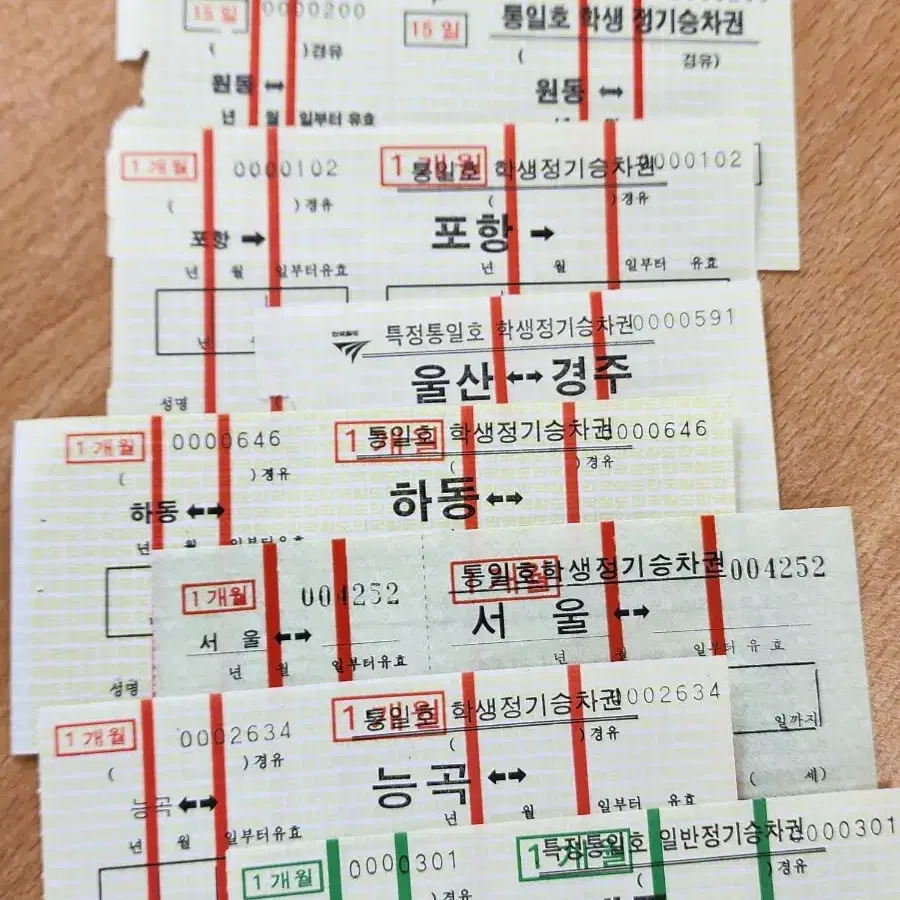 15일 0000200
( )경유
원동 ↔
년 월 일부터 유효
15일 통일호 학생 정기승차권
( 경유)
원동 ↔
1개월 0000102
( )경유
포항 →
년 월 일부터유효
성명
1개월 통일호 학생정기승차권 0000102
( )경유
포항 →
년 월 일부터 유효
특정통일호 학생정기승차권 0000591
울산↔경주
1개월 0000646
( )경유
하동 ↔
년 월 일부터유효
성명
1개월 통일호 학생정기승차권 0000646
( )경유
하동 ↔
1개월 004252
서 울 ↔
년 월 일부터유효
1개월 통일호학생정기승차권 004252
서 울 ↔
년 월 일부터 유 효
일까지
( 세)
1개월 0002634
( )경유
능곡 ↔
년 월 일부터유효
1개월 통일호 학생정기승차권 0002634
( )경유
능곡 ↔
년 월 일부터 유효
1개월 0000301
( )경유
1개월 특정통일호 일반정기승차권 0000301
( )경유